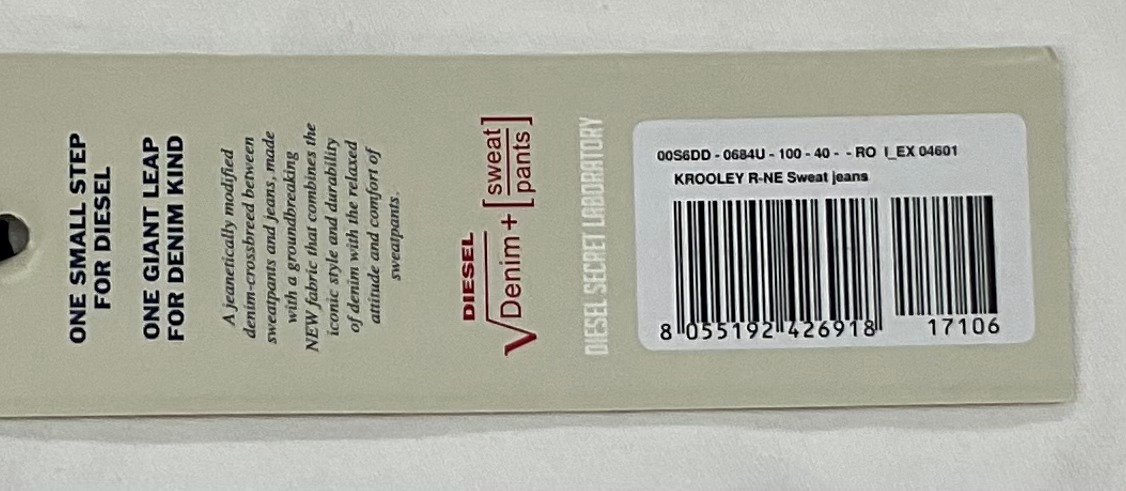 ONE SMALL STEP
FOR DIESEL
ONE GIANT LEAP
FOR DENIM KIND
A jeanetically modified
denim-crossbreed between
sweatpants and jeans, made
with a groundbreaking
NEW fabric that combines the
iconic style and durability
of denim with the relaxed
attitude and comfort of
sweatpants.
DIESEL
√Denim + [sweat
pants]
DIESEL SECRET LABORATORY
00S6DD - 0684U - 100 - 40 - - RO I_EX 04601
KROOLEY R-NE Sweat jeans
8 055192 426918
17106